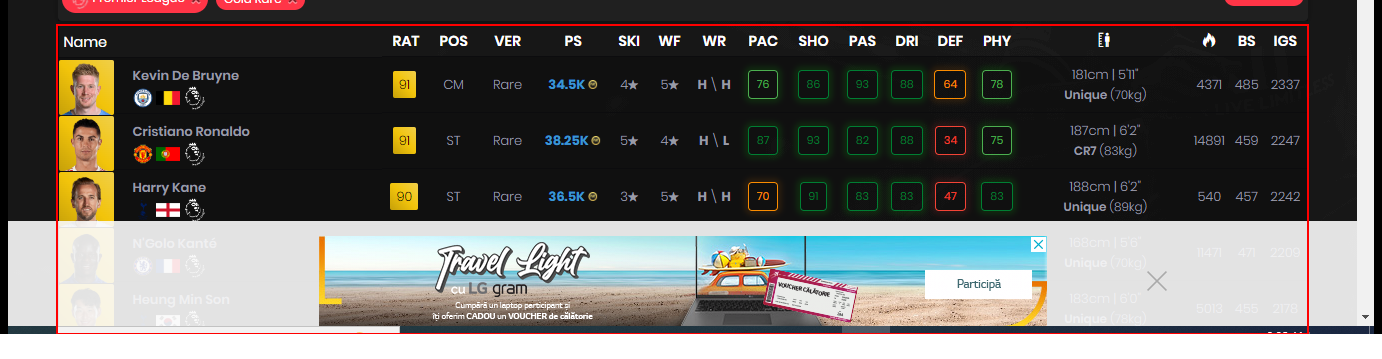 Premier League Gold Rare
Name RAT POS VER PS SKI WF WR PAC SHO PAS DRI DEF PHY BS IGS
Kevin De Bruyne 91 CM Rare 34.5K 4★ 5★ H \ H 76 86 93 88 64 78 181cm | 5'11" 4371 485 2337
Unique (70kg)
Cristiano Ronaldo 91 ST Rare 38.25K 5★ 4★ H \ L 87 93 82 88 34 75 187cm | 6'2" 14891 459 2247
CR7 (83kg)
Harry Kane 90 ST Rare 36.5K 3★ 5★ H \ H 70 91 83 83 47 83 188cm | 6'2" 540 457 2242
Unique (89kg)
N'Golo Kanté 168cm | 5'6" 11471 471 2209
Unique (70kg)
Heung Min Son 183cm | 6'0" 5013 455 2178
Unique (78kg)
Travel Light
cu LG gram
Cumpără un laptop participant și
îți oferim CADOU un VOUCHER de călătorie
VOUCHER CĂLĂTORIE
Participă